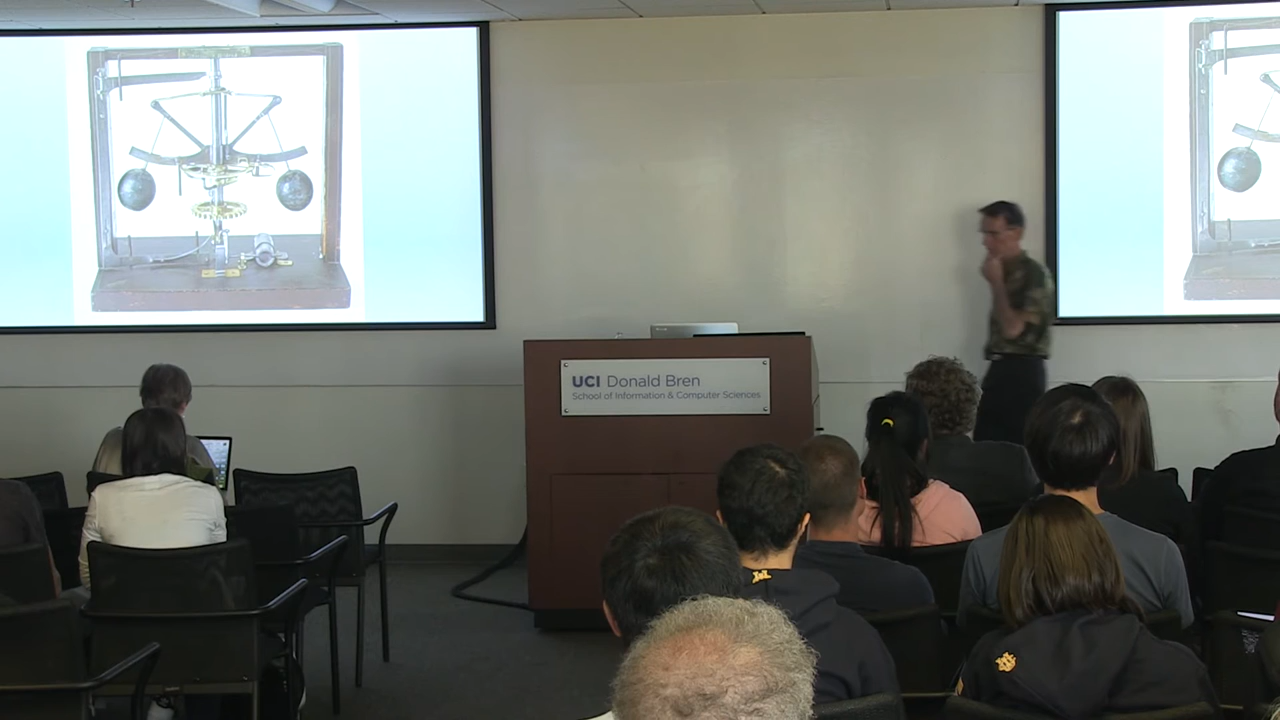 UCI Donald Bren
School of Information & Computer Sciences